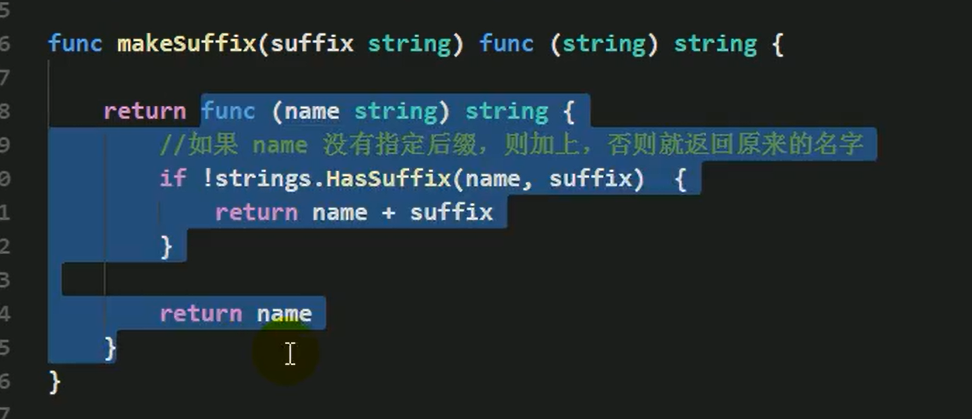 5
6 func makeSuffix(suffix string) func (string) string {
7
8 return func (name string) string {
9 //如果 name 没有指定后缀，则加上，否则就返回原来的名字
0 if !strings.HasSuffix(name, suffix)  {
1 return name + suffix
2 }
3
4 return name
5 }
6 }
7